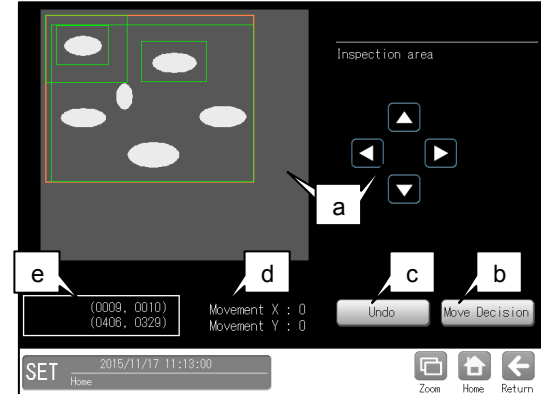 Inspection area
a
e
d
c
b
(0009, 0010)
(0406, 0329)
Movement X : 0
Movement Y : 0
Undo
Move Decision
SET
2015/11/17 11:13:00
Home
Zoom
Home
Return